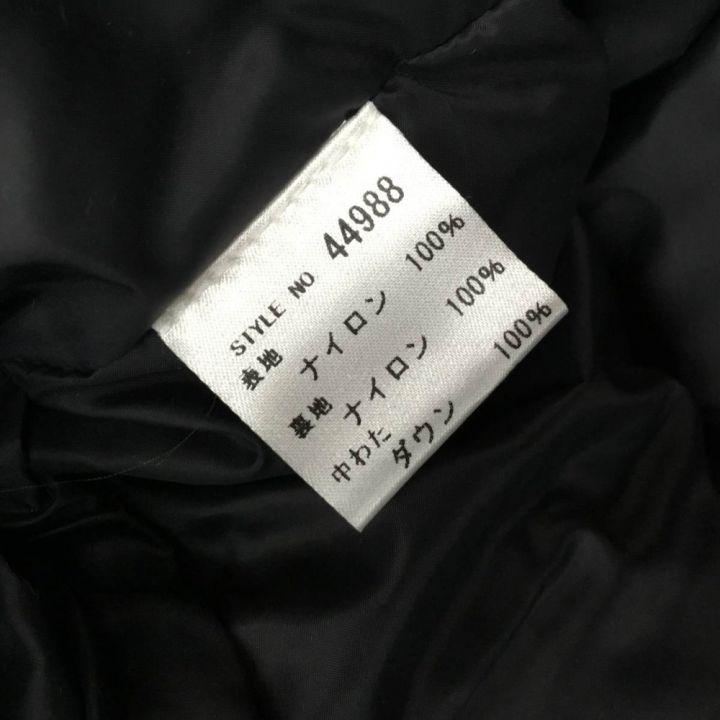 STYLE NO 44988
表地 ナイロン 100%
裏地 ナイロン 100%
中わた ダウン 100%